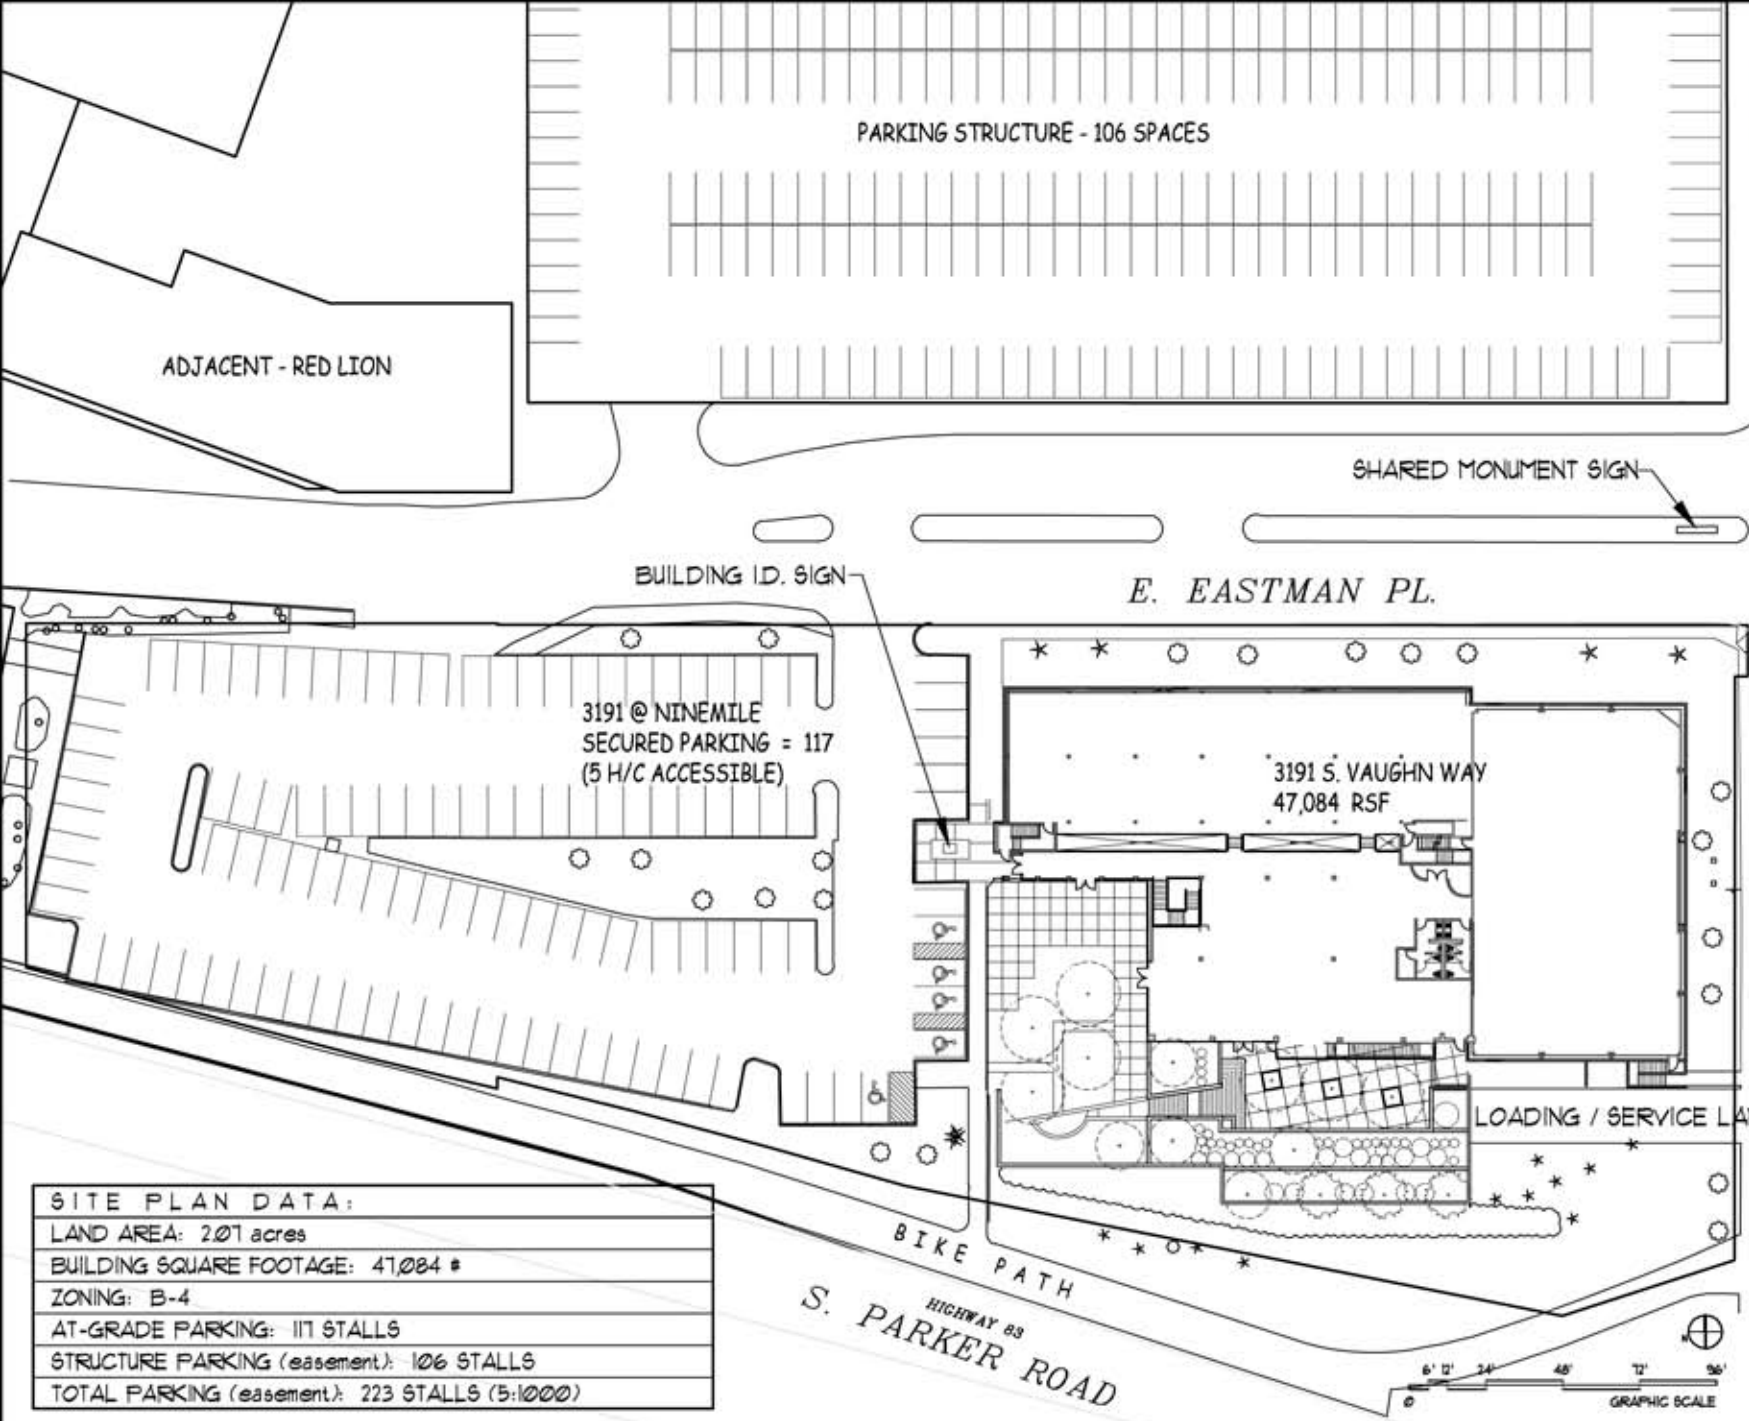 PARKING STRUCTURE - 106 SPACES
ADJACENT - RED LION
SHARED MONUMENT SIGN
BUILDING I.D. SIGN
E. EASTMAN PL.
3191 @ NINEMILE
SECURED PARKING = 117
(5 H/C ACCESSIBLE)
3191 S. VAUGHN WAY
47,084 RSF
LOADING / SERVICE LA
BIKE PATH
HIGHWAY 83
S. PARKER ROAD
SITE PLAN DATA:
LAND AREA: 2.07 acres
BUILDING SQUARE FOOTAGE: 47,084 #
ZONING: B-4
AT-GRADE PARKING: 117 STALLS
STRUCTURE PARKING (easement): 106 STALLS
TOTAL PARKING (easement): 223 STALLS (5:1000)
N
0 6' 12' 24' 48' 72' 96'
GRAPHIC SCALE